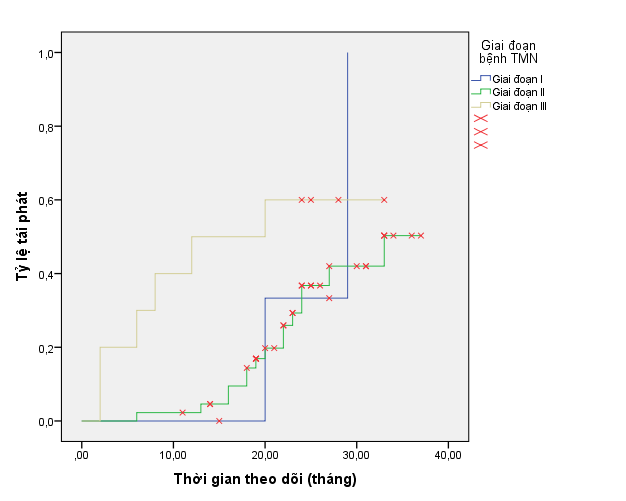 Giai đoạn
bệnh TMN
Giai đoạn I
Giai đoạn II
Giai đoạn III
Tỷ lệ tái phát
1,0
0,8
0,6
0,4
0,2
0,0
,00
10,00
20,00
30,00
40,00
Thời gian theo dõi (tháng)